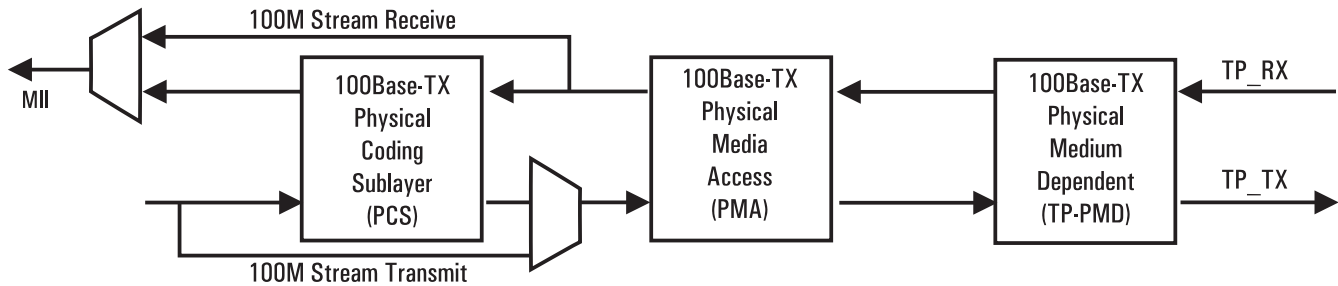 100M Stream Receive
MII
100Base-TX
Physical
Coding
Sublayer
(PCS)
100M Stream Transmit
100Base-TX
Physical
Media
Access
(PMA)
100Base-TX
Physical
Medium
Dependent
(TP-PMD)
TP_RX
TP_TX